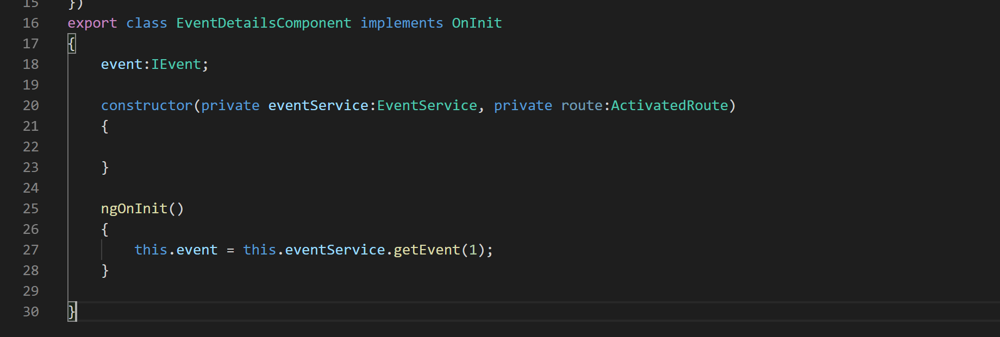 15 })
16 export class EventDetailsComponent implements OnInit
17 {
18 event:IEvent;
19
20 constructor(private eventService:EventService, private route:ActivatedRoute)
21 {
22
23 }
24
25 ngOnInit()
26 {
27 this.event = this.eventService.getEvent(1);
28 }
29
30 }